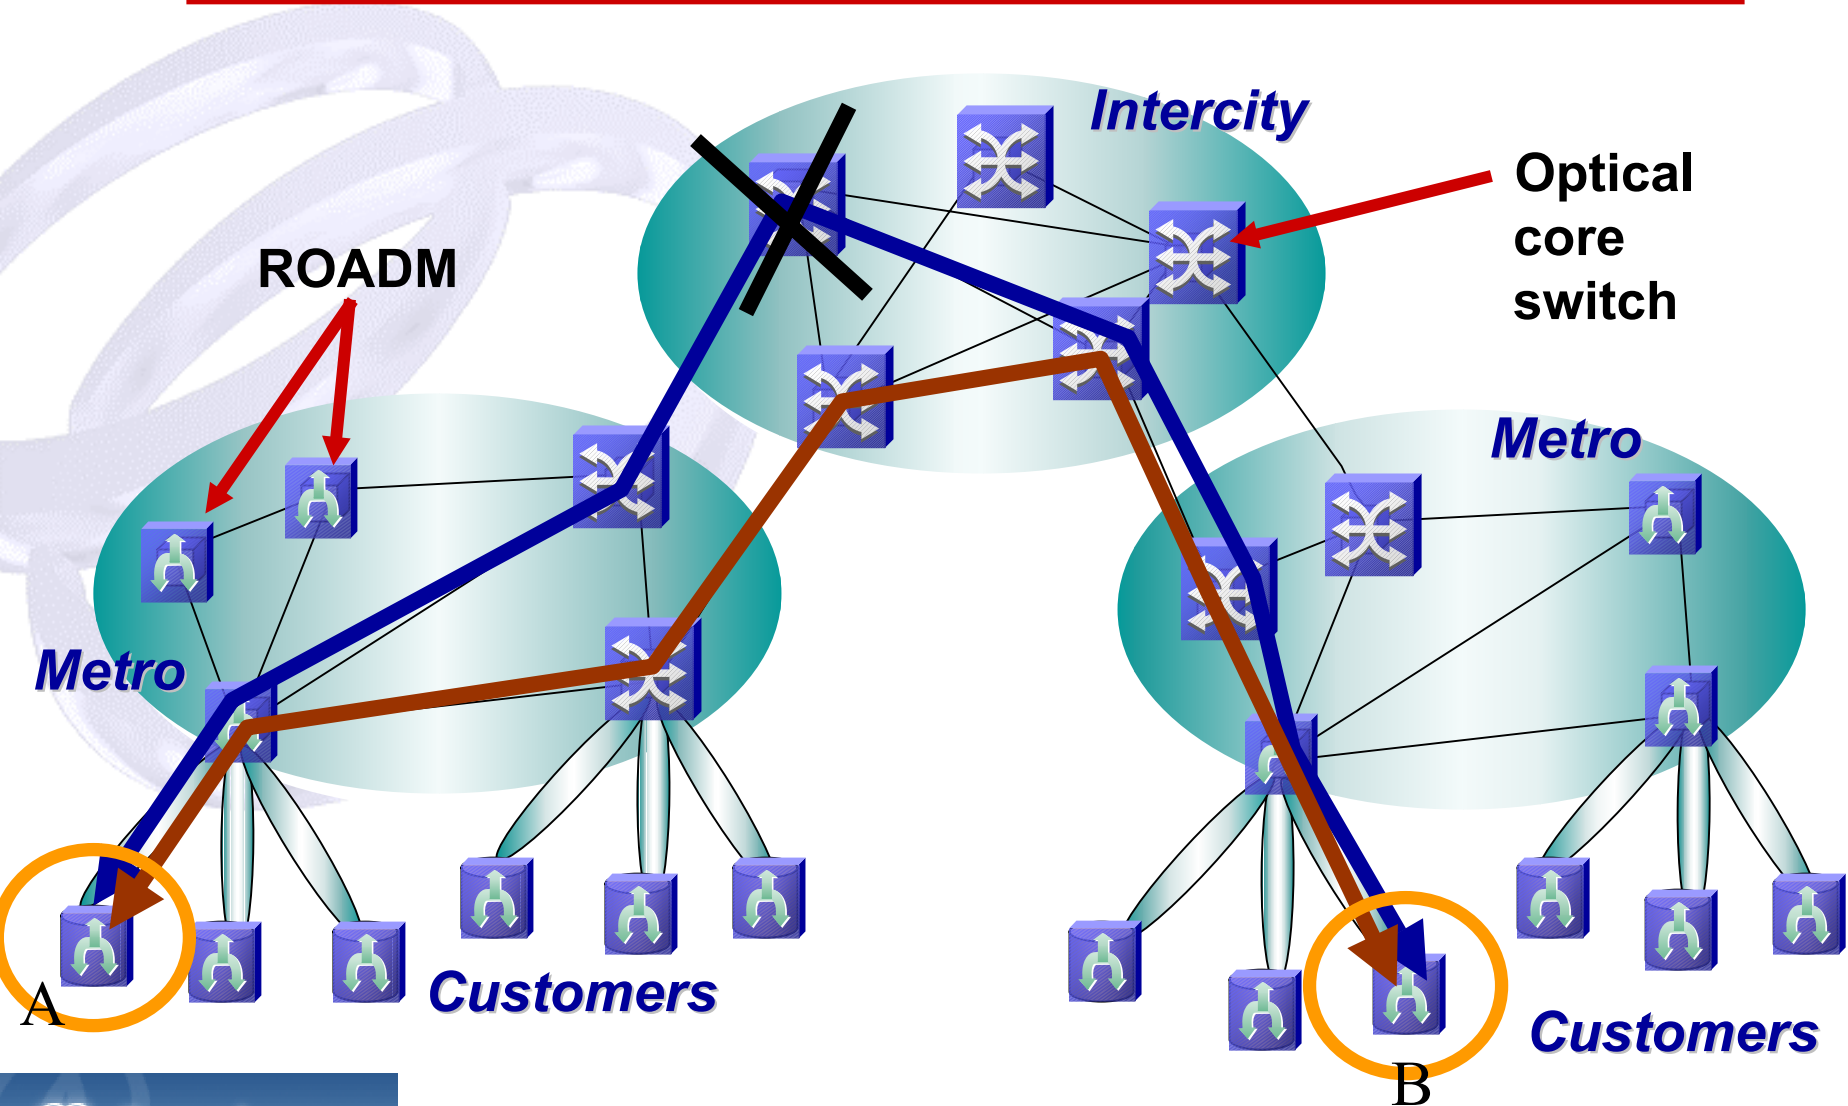 Intercity
Optical
core
switch
ROADM
Metro
Metro
Customers
Customers
A
B